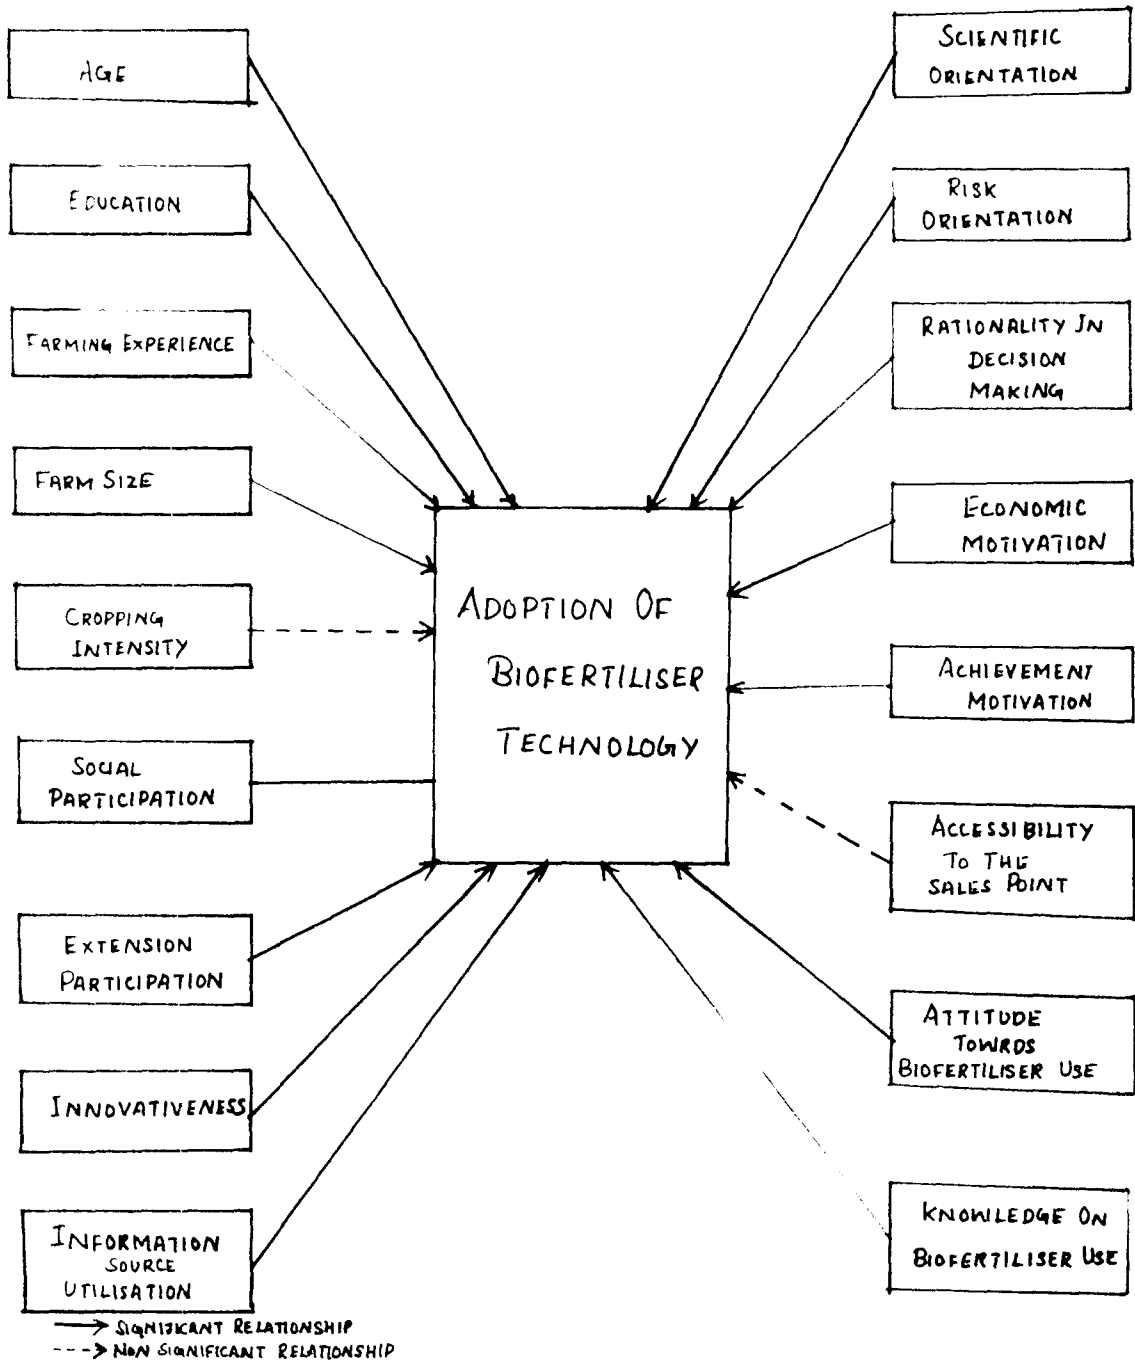 AGE
EDUCATION
FARMING EXPERIENCE
FARM SIZE
CROPPING
INTENSITY
SOCIAL
PARTICIPATION
EXTENSION
PARTICIPATION
INNOVATIVENESS
INFORMATION
SOURCE
UTILISATION
ADOPTION OF
BIOFERTILISER
TECHNOLOGY
SCIENTIFIC
ORIENTATION
RISK
ORIENTATION
RATIONALITY IN
DECISION
MAKING
ECONOMIC
MOTIVATION
ACHIEVEMENT
MOTIVATION
ACCESSIBILITY
TO THE
SALES POINT
ATTITUDE
TOWRDS
BIOFERTILISER USE
KNOWLEDGE ON
BIOFERTILISER USE
SIGNIFICANT RELATIONSHIP
NON SIGNIFICANT RELATIONSHIP